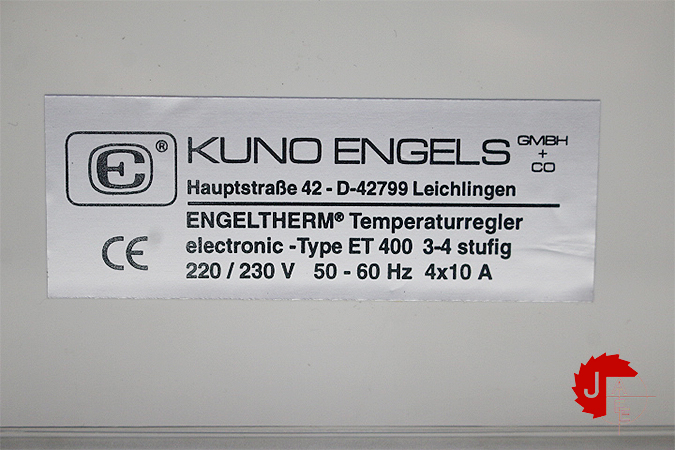 E ®
KUNO ENGELS GMBH + CO
Hauptstraße 42 - D-42799 Leichlingen
ENGELTHERM® Temperaturregler
CE
electronic -Type ET 400 3-4 stufig
220 / 230 V 50 - 60 Hz 4x10 A
J